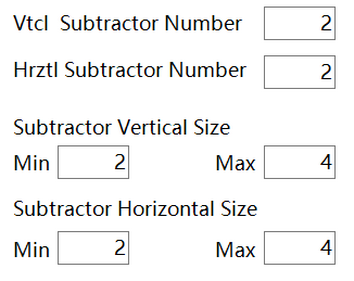 Vtcl Subtractor Number 2
Hrztl Subtractor Number 2
Subtractor Vertical Size
Min 2 Max 4
Subtractor Horizontal Size
Min 2 Max 4